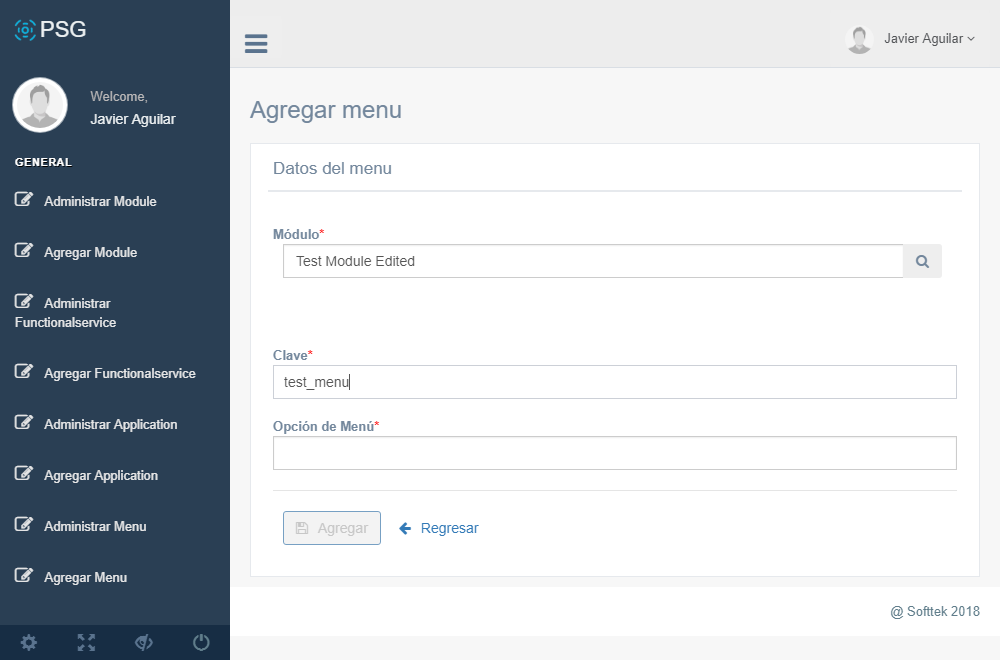 PSG
Javier Aguilar
Welcome,
Javier Aguilar
GENERAL
Administrar Module
Agregar Module
Administrar
Functionalservice
Agregar Functionalservice
Administrar Application
Agregar Application
Administrar Menu
Agregar Menu
Agregar menu
Datos del menu
Módulo*
Test Module Edited
Clave*
test_menu
Opción de Menú*
Agregar
Regresar
@ Softtek 2018